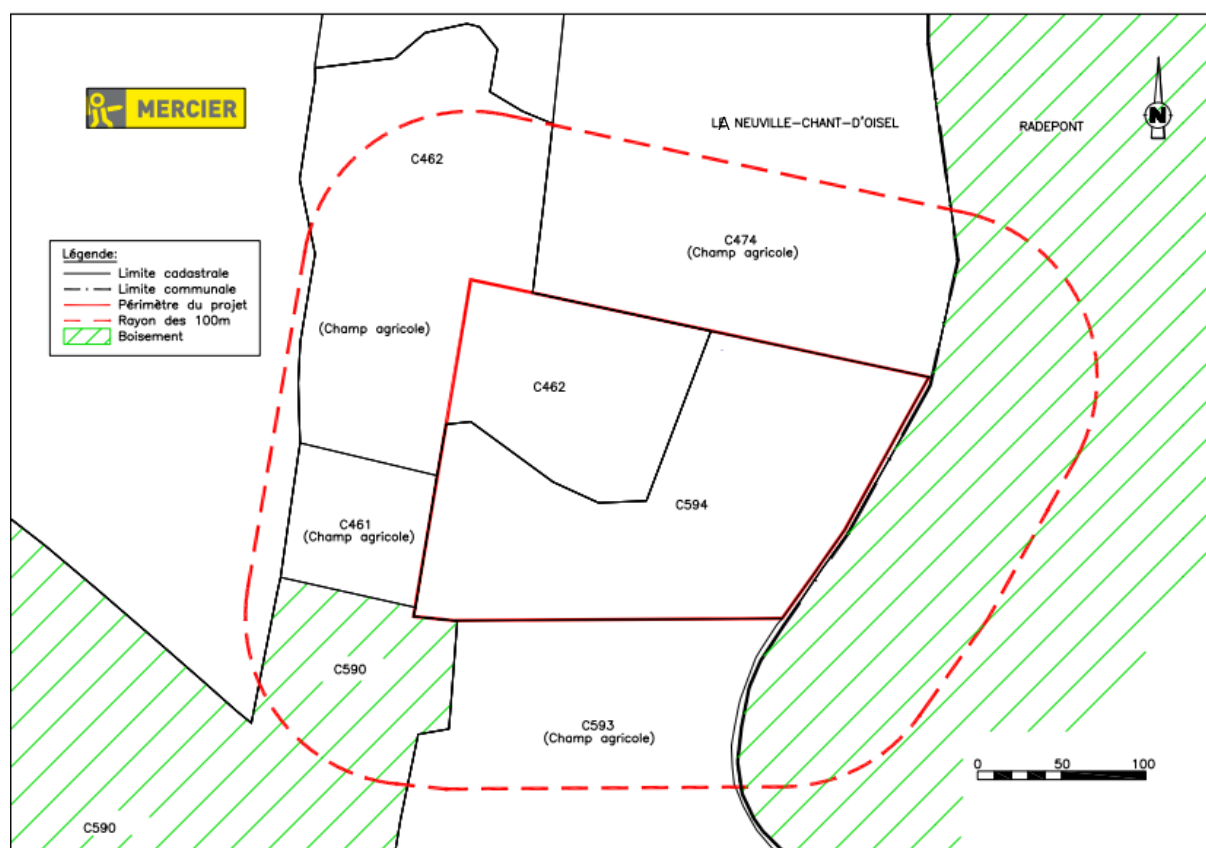 MERCIER
LA NEUVILLE-CHANT-D'OISEL
RADEPONT
N
C462
C474
(Champ agricole)
Légende:
Limite cadastrale
Limite communale
Périmètre du projet
Rayon des 100m
Boisement
(Champ agricole)
C462
C594
C461
(Champ agricole)
C590
C593
(Champ agricole)
0 50 100
C590